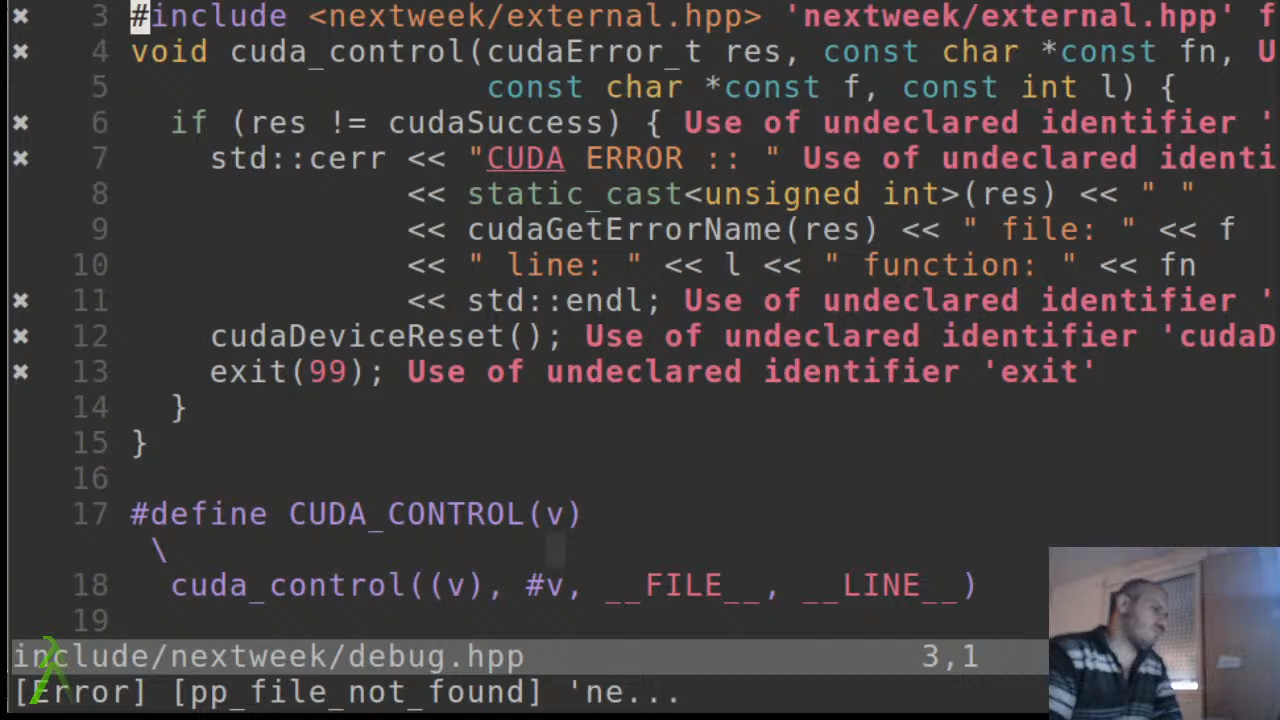 ✖ 3 #include <nextweek/external.hpp> 'nextweek/external.hpp' f
✖ 4 void cuda_control(cudaError_t res, const char *const fn, U
5 const char *const f, const int l) {
✖ 6 if (res != cudaSuccess) { Use of undeclared identifier '
✖ 7 std::cerr << "CUDA ERROR :: " Use of undeclared identi
8 << static_cast<unsigned int>(res) << " "
9 << cudaGetErrorName(res) << " file: " << f
10 << " line: " << l << " function: " << fn
✖ 11 << std::endl; Use of undeclared identifier '
✖ 12 cudaDeviceReset(); Use of undeclared identifier 'cudaD
✖ 13 exit(99); Use of undeclared identifier 'exit'
14 }
15 }
16
17 #define CUDA_CONTROL(v)
\
18 cuda_control((v), #v, __FILE__, __LINE__)
19
include/nextweek/debug.hpp 3,1
[Error] [pp_file_not_found] 'ne...
λ